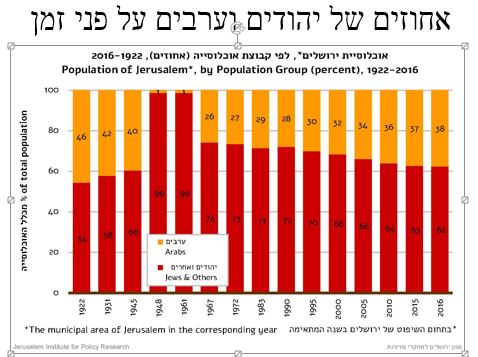 אחוזים של יהודים וערבים על פני זמן
אוכלוסיית ירושלים*, לפי קבוצת אוכלוסייה (אחוזים), 1922-2016
Population of Jerusalem*, by Population Group (percent), 1922-2016
% מכלל האוכלוסייה % of total population
100
80
60
40
20
0
46 42 40 1 1 26 27 29 28 30 32 34 36 37 38
54 58 60 99 99 74 73 71 72 70 68 66 64 63 62
ערבים
Arabs
יהודים ואחרים
Jews & Others
1922 1931 1945 1948 1961 1967 1972 1983 1990 1995 2000 2005 2010 2015 2016
*The municipal area of Jerusalem in the corresponding year
*בתחום השיפוט של ירושלים בשנה המתאימה
Jerusalem Institute for Policy Research
מכון ירושלים למחקרי מדיניות